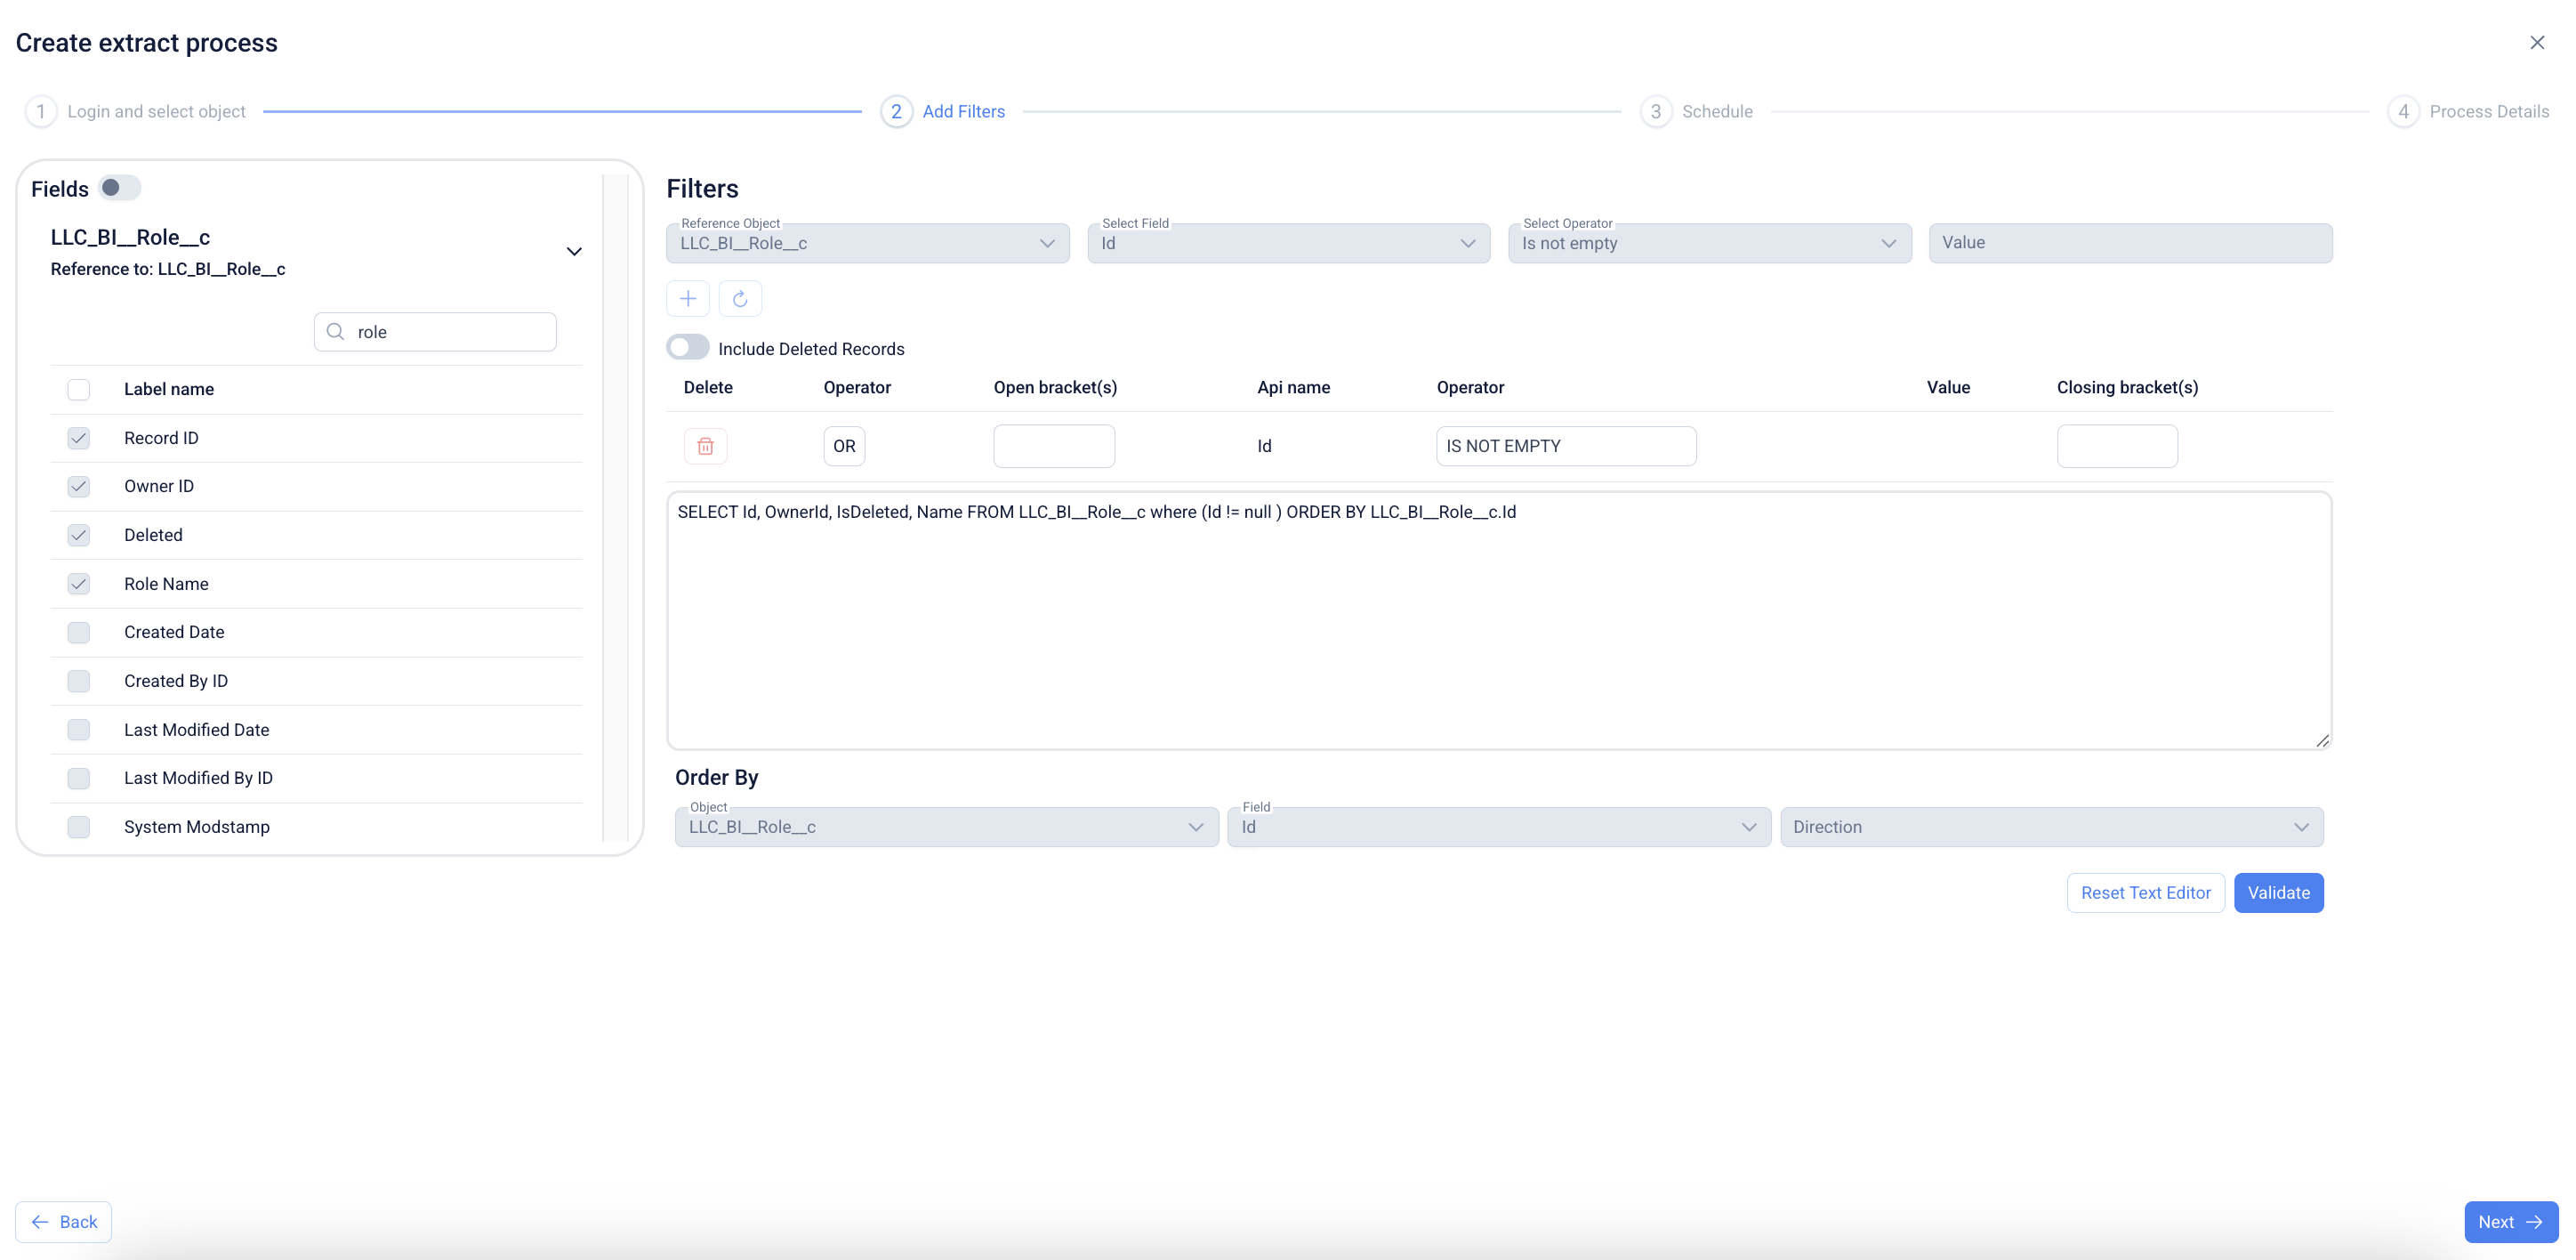 Create extract process
1 Login and select object 2 Add Filters 3 Schedule 4 Process Details
Fields
LLC_BI__Role__c
Reference to: LLC_BI__Role__c
role
Label name
Record ID
Owner ID
Deleted
Role Name
Created Date
Created By ID
Last Modified Date
Last Modified By ID
System Modstamp
Filters
Reference Object Select Field Select Operator
LLC_BI__Role__c Id Is not empty Value
Include Deleted Records
Delete Operator Open bracket(s) Api name Operator Value Closing bracket(s)
OR Id IS NOT EMPTY
SELECT Id, OwnerId, IsDeleted, Name FROM LLC_BI__Role__c where (Id != null ) ORDER BY LLC_BI__Role__c.Id
Order By
Object Field
LLC_BI__Role__c Id Direction
Reset Text Editor Validate
Back Next